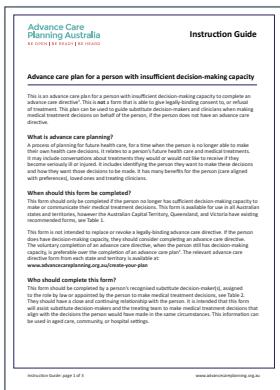 Advance Care
Planning Australia
BE OPEN | BE READY | BE HEARD
Instruction Guide
Advance care plan for a person with insufficient decision-making capacity
This is an advance care plan for a person with insufficient decision-making capacity to complete an
advance care directive¹. This is not a form that is able to give legally-binding consent to, or refusal
of treatment. This plan can be used to guide substitute decision-makers and clinicians when making
medical treatment decisions on behalf of the person, if the person does not have an advance care
directive.
What is advance care planning?
A process of planning for future health care, for a time when the person is no longer able to make
their own health care decisions. It relates to a person's future health care and medical treatments.
It may include conversations about treatments they would or would not like to receive if they
become seriously ill or injured. It includes identifying the person they want to make these decisions
and how they want those decisions to be made. It has many benefits for the person (care aligned
with preferences), loved ones and treating clinicians.
When should this form be completed?
This form should only be completed if the person no longer has sufficient decision-making capacity to
make or communicate their medical treatment decisions. This form is available for use in all Australian
states and territories, however the Australian Capital Territory, Queensland, and Victoria have existing
recommended forms, see Table 1.
This form is not intended to replace or revoke a legally-binding advance care directive. If the person
does have decision-making capacity, they should consider completing an advance care directive.
The voluntary completion of an advance care directive, when the person still has decision-making
capacity, is preferable over the completion of an advance care plan¹. The relevant advance care
directive form from each state and territory is available at:
www.advancecareplanning.org.au/create-your-plan
Who should complete this form?
This form should be completed by a person's recognised substitute decision-maker(s), assigned
to the role by law or appointed by the person to make medical treatment decisions, see Table 2.
They should have a close and continuing relationship with the person. It is intended that this form
will assist substitute decision-makers and the treating team to make medical treatment decisions that
align with the decisions the person would have made in the same circumstances. This information can
be used in aged care, community, or hospital settings.
Instruction Guide: page 1 of 3
www.advancecareplanning.org.au